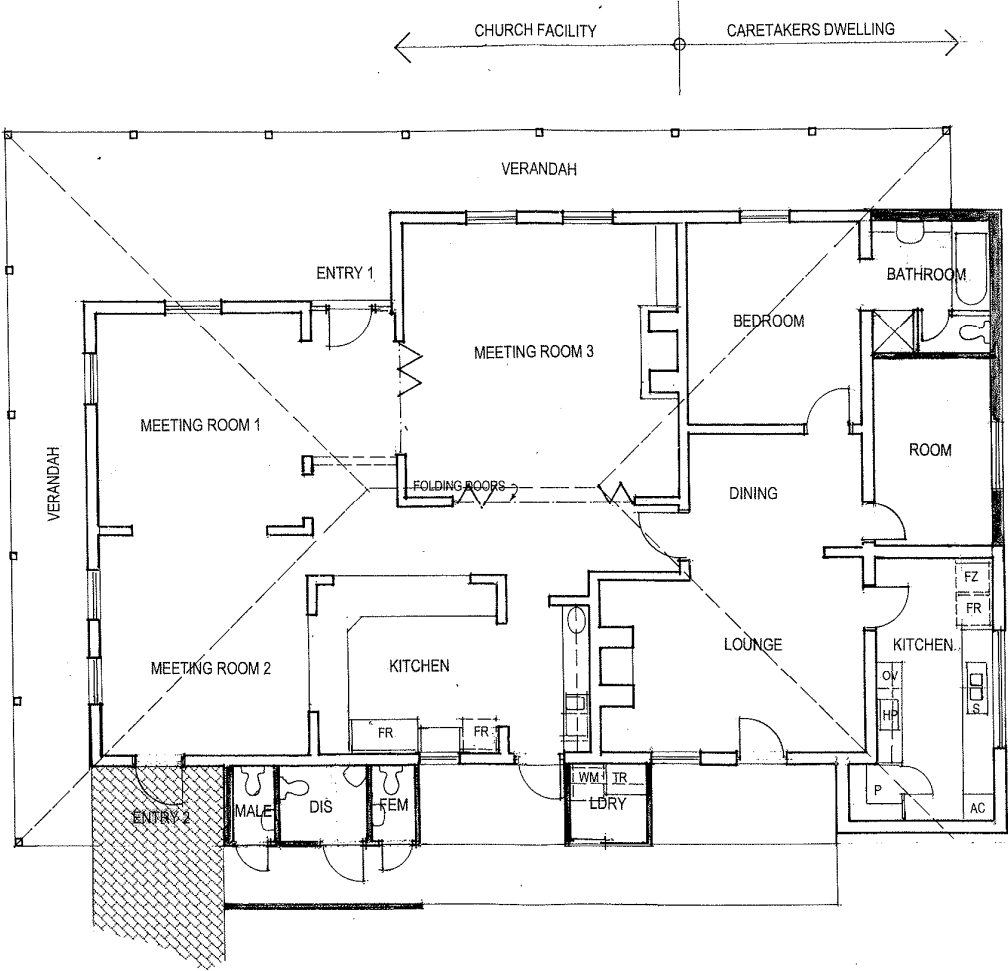 CHURCH FACILITY
CARETAKERS DWELLING
VERANDAH
ENTRY 1
BATHROOM
BEDROOM
MEETING ROOM 3
MEETING ROOM 1
ROOM
VERANDAH
FOLDING DOORS
DINING
FZ
FR
MEETING ROOM 2
KITCHEN
LOUNGE
KITCHEN
OV
HP
S
FR
FR
WM
TR
LDRY
P
AC
MALE
DIS
FEM
ENTRY 2